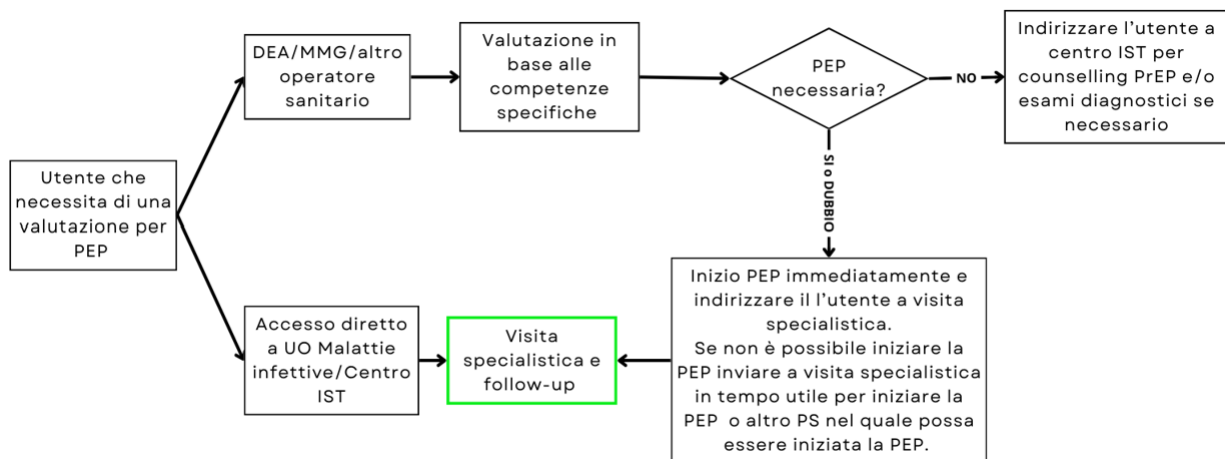 Utente che
necessita di una
valutazione per
PEP
DEA/MMG/altro
operatore
sanitario
Valutazione in
base alle
competenze
specifiche
PEP
necessaria?
NO
Indirizzare l'utente a
centro IST per
counselling PrEP e/o
esami diagnostici se
necessario
SI o DUBBIO
Inizio PEP immediatamente e
indirizzare il l'utente a visita
specialistica.
Se non è possibile iniziare la
PEP inviare a visita specialistica
in tempo utile per iniziare la
PEP o altro PS nel quale possa
essere iniziata la PEP.
Accesso diretto
a UO Malattie
infettive/Centro
IST
Visita
specialistica e
follow-up